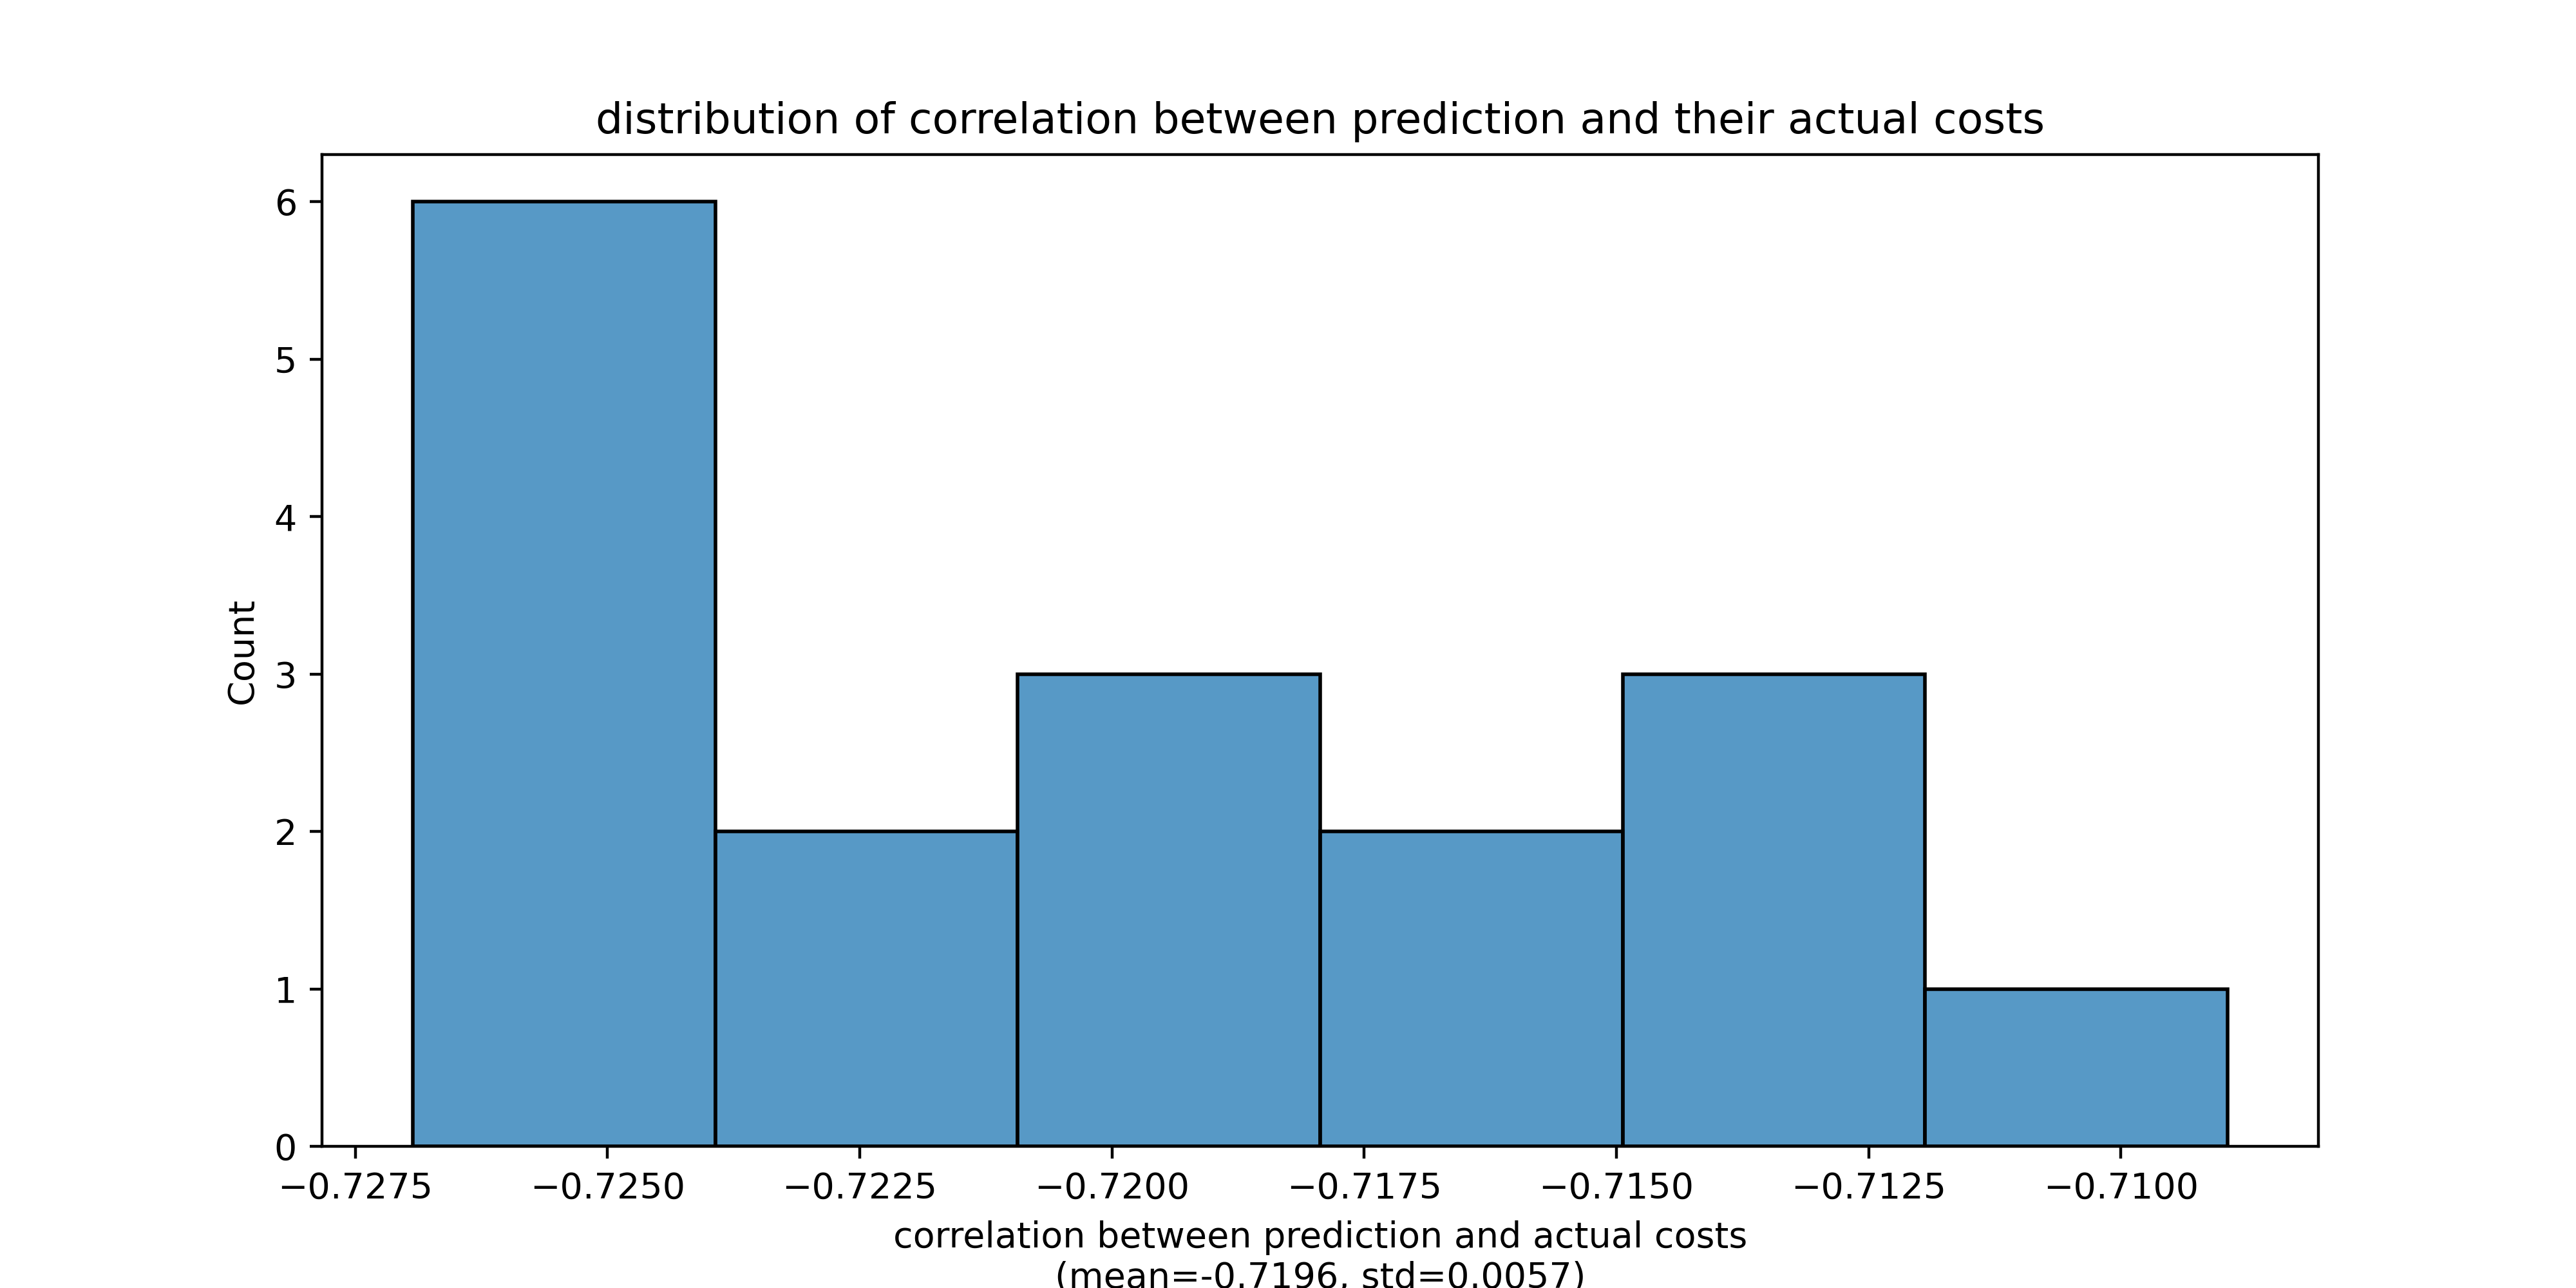 distribution of correlation between prediction and their actual costs
6
5
4
3
2
1
0
Count
−0.7275 −0.7250 −0.7225 −0.7200 −0.7175 −0.7150 −0.7125 −0.7100
correlation between prediction and actual costs
(mean=-0.7196, std=0.0057)